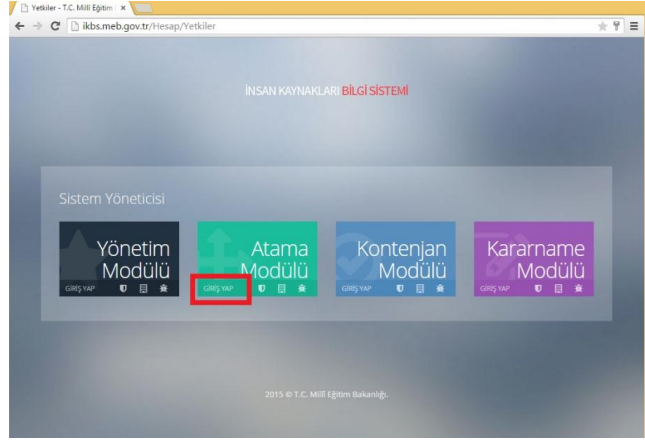 Yetkiler - T.C. Millî Eğitim
ikbs.meb.gov.tr/Hesap/Yetkiler
İNSAN KAYNAKLARI BİLGİ SİSTEMİ
Sistem Yöneticisi
Yönetim
Modülü
GİRİŞ YAP
Atama
Modülü
GİRİŞ YAP
Kontenjan
Modülü
GİRİŞ YAP
Kararname
Modülü
GİRİŞ YAP
2015 © T.C. Millî Eğitim Bakanlığı.